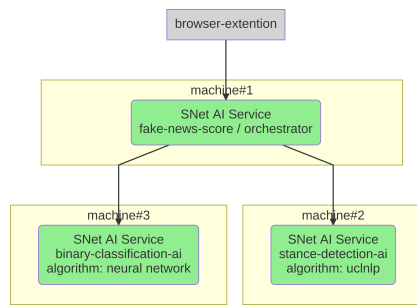 browser-extention
machine#1
SNet AI Service
fake-news-score / orchestrator
machine#3
SNet AI Service
binary-classification-ai
algorithm: neural network
machine#2
SNet AI Service
stance-detection-ai
algorithm: uclnlp